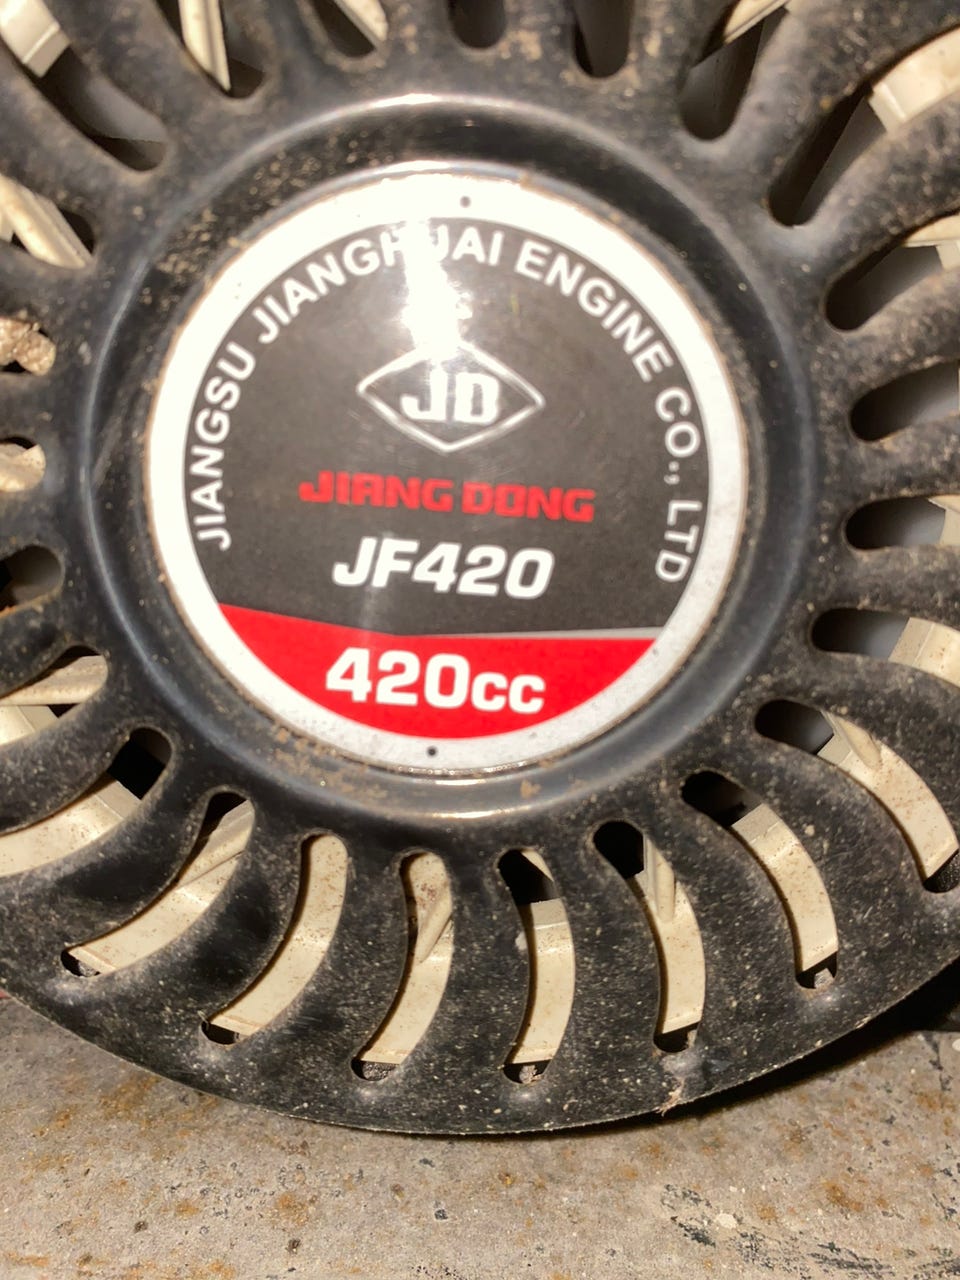 JIANGSU JIANGHUAI ENGINE CO., LTD
JD
JIANG DONG
JF420
420cc